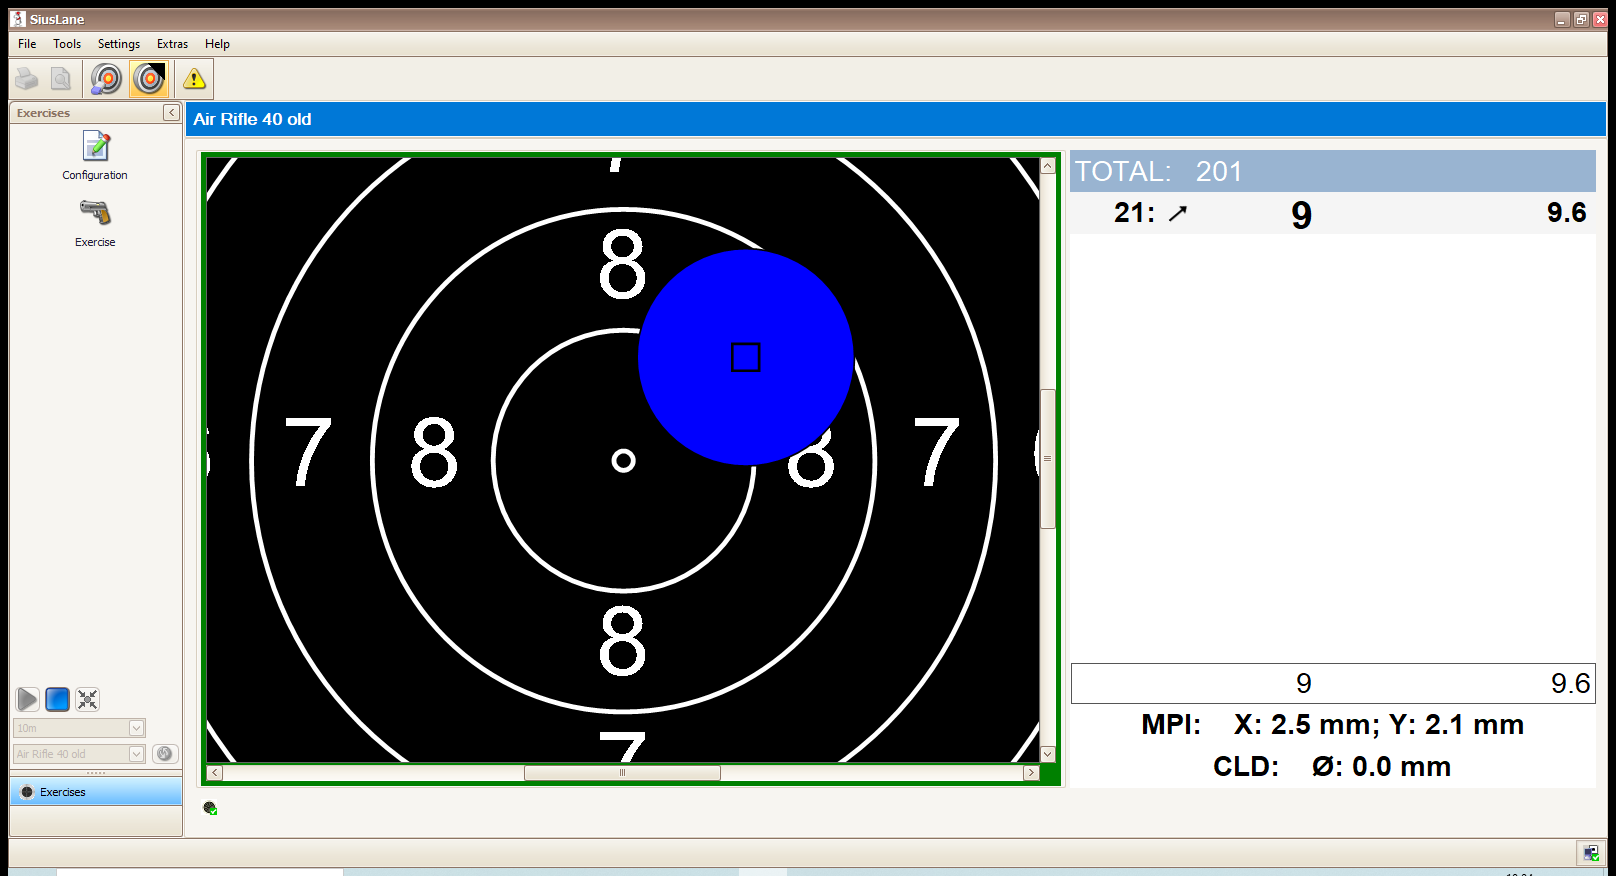 SiusLane
File Tools Settings Extras Help
Exercises
Configuration
Exercise
10m
Air Rifle 40 old
Exercises
Air Rifle 40 old
7
8
7 8 8 7
8
7
TOTAL: 201
21: 9 9.6
9 9.6
MPI: X: 2.5 mm; Y: 2.1 mm
CLD: Ø: 0.0 mm